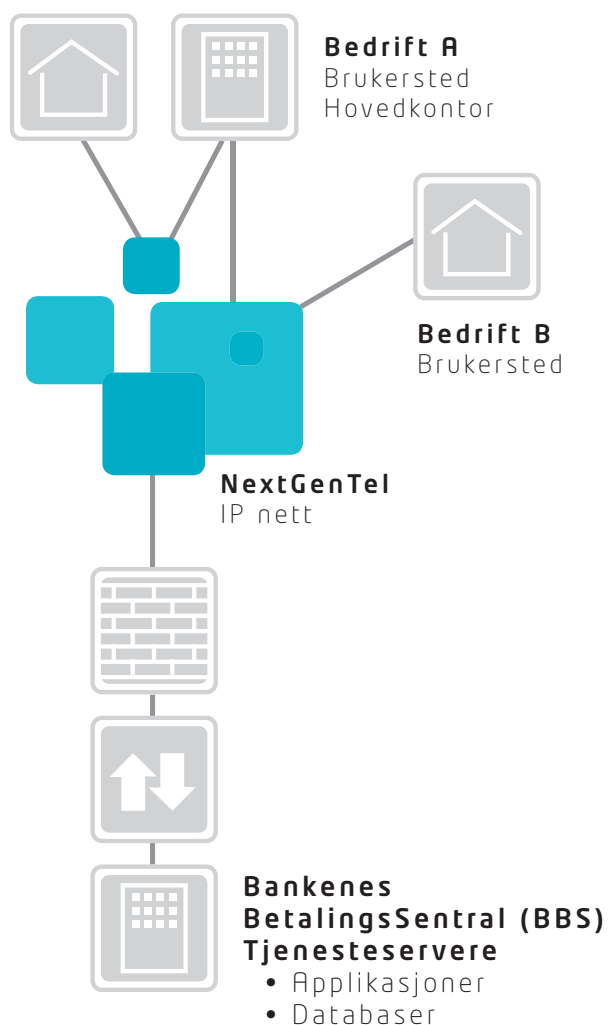 Bedrift A
Brukersted
Hovedkontor
Bedrift B
Brukersted
NextGenTel
IP nett
Bankenes
BetalingsSentral (BBS)
Tjenesteservere
• Applikasjoner
• Databaser